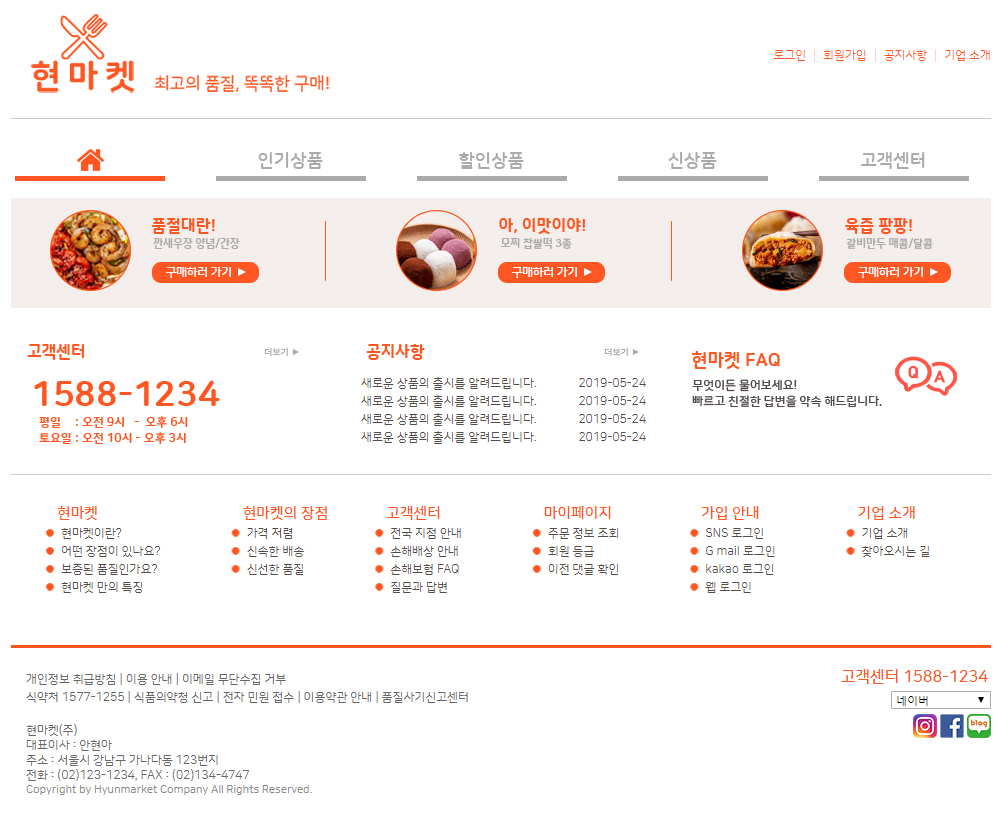 현마켓 최고의 품질, 똑똑한 구매!
로그인 | 회원가입 | 공지사항 | 기업 소개
인기상품 할인상품 신상품 고객센터
품절대란!
깐새우장 양념/간장
구매하러 가기 ▶
아, 이맛이야!
모찌 찹쌀떡 3종
구매하러 가기 ▶
육즙 팡팡!
갈비만두 매콤/달콤
구매하러 가기 ▶
고객센터 더보기 ▶
1588-1234
평일 : 오전 9시 - 오후 6시
토요일 : 오전 10시 - 오후 3시
공지사항 더보기 ▶
새로운 상품의 출시를 알려드립니다. 2019-05-24
새로운 상품의 출시를 알려드립니다. 2019-05-24
새로운 상품의 출시를 알려드립니다. 2019-05-24
새로운 상품의 출시를 알려드립니다. 2019-05-24
현마켓 FAQ
무엇이든 물어보세요!
빠르고 친절한 답변을 약속 해드립니다.
Q A
현마켓
현마켓이란?
어떤 장점이 있나요?
보증된 품질인가요?
현마켓 만의 특징
현마켓의 장점
가격 저렴
신속한 배송
신선한 품질
고객센터
전국 지점 안내
손해배상 안내
손해보험 FAQ
질문과 답변
마이페이지
주문 정보 조회
회원 등급
이전 댓글 확인
가입 안내
SNS 로그인
G mail 로그인
kakao 로그인
웹 로그인
기업 소개
기업 소개
찾아오시는 길
개인정보 취급방침 | 이용 안내 | 이메일 무단수집 거부
식약처 1577-1255 | 식품의약청 신고 | 전자 민원 접수 | 이용약관 안내 | 품질사기신고센터
현마켓(주)
대표이사 : 안현아
주소 : 서울시 강남구 가나다동 123번지
전화 : (02)123-1234, FAX : (02)134-4747
Copyright by Hyunmarket Company All Rights Reserved.
고객센터 1588-1234
네이버 ▼
blog